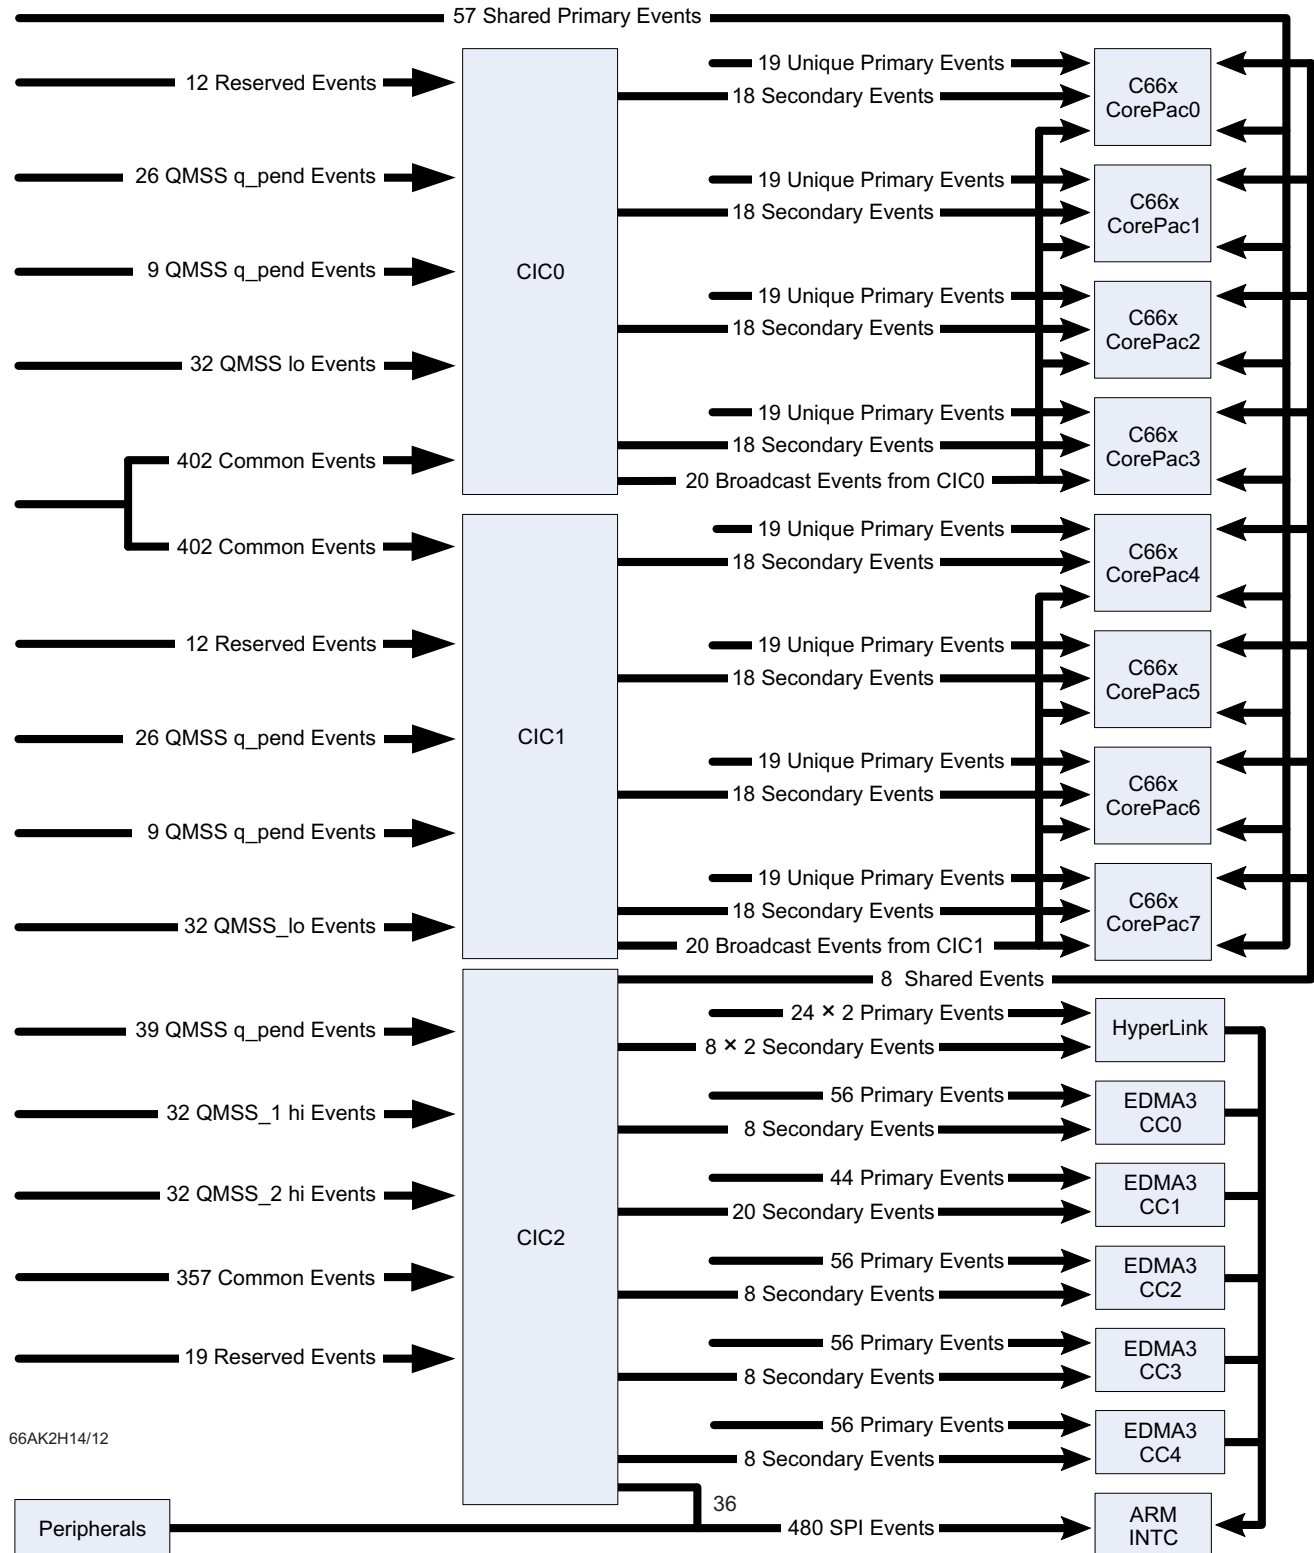 57 Shared Primary Events
12 Reserved Events
26 QMSS q_pend Events
9 QMSS q_pend Events
32 QMSS lo Events
402 Common Events
402 Common Events
12 Reserved Events
26 QMSS q_pend Events
9 QMSS q_pend Events
32 QMSS_lo Events
39 QMSS q_pend Events
32 QMSS_1 hi Events
32 QMSS_2 hi Events
357 Common Events
19 Reserved Events
CIC0
CIC1
CIC2
19 Unique Primary Events
18 Secondary Events
C66x
CorePac0
19 Unique Primary Events
18 Secondary Events
C66x
CorePac1
19 Unique Primary Events
18 Secondary Events
C66x
CorePac2
19 Unique Primary Events
18 Secondary Events
C66x
CorePac3
20 Broadcast Events from CIC0
19 Unique Primary Events
18 Secondary Events
C66x
CorePac4
19 Unique Primary Events
18 Secondary Events
C66x
CorePac5
19 Unique Primary Events
18 Secondary Events
C66x
CorePac6
19 Unique Primary Events
18 Secondary Events
C66x
CorePac7
20 Broadcast Events from CIC1
8 Shared Events
24 × 2 Primary Events
8 × 2 Secondary Events
HyperLink
56 Primary Events
8 Secondary Events
EDMA3
CC0
44 Primary Events
20 Secondary Events
EDMA3
CC1
56 Primary Events
8 Secondary Events
EDMA3
CC2
56 Primary Events
8 Secondary Events
EDMA3
CC3
56 Primary Events
8 Secondary Events
EDMA3
CC4
66AK2H14/12
36
Peripherals
480 SPI Events
ARM
INTC